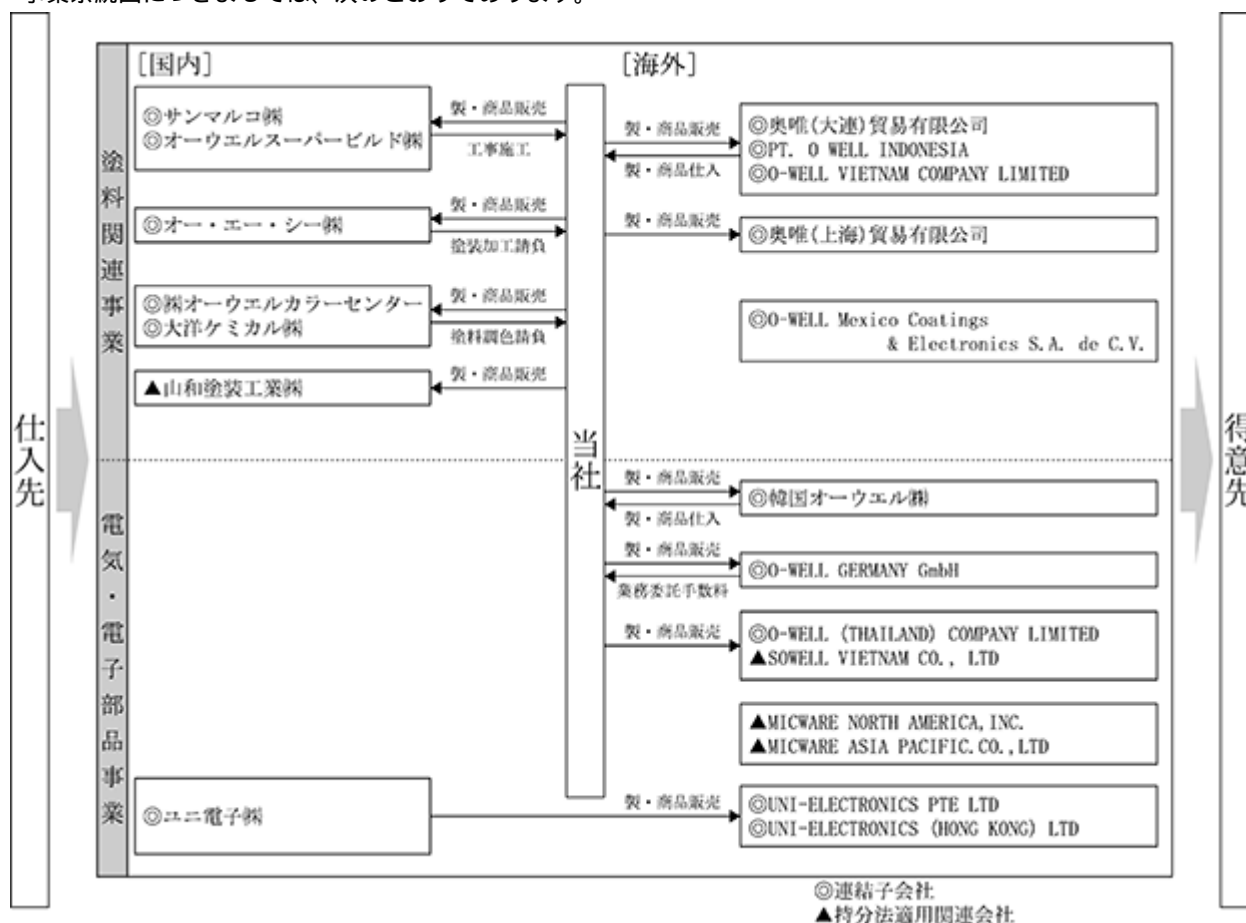 事業系統図につきましては、次のとおりであります。
仕入先
塗料関連事業
電気・電子部品事業
[国内]
◎サンマルコ㈱
◎オーウエルスーパービルド㈱
製・商品販売
工事施工
◎オー・エー・シー㈱
製・商品販売
塗装加工請負
◎㈱オーウエルカラーセンター
◎大洋ケミカル㈱
製・商品販売
塗料調色請負
▲山和塗装工業㈱
製・商品販売
◎ユニ電子㈱
当社
[海外]
製・商品販売
製・商品仕入
◎奥唯(大連)貿易有限公司
◎PT. O WELL INDONESIA
◎O-WELL VIETNAM COMPANY LIMITED
製・商品販売
◎奥唯(上海)貿易有限公司
◎O-WELL Mexico Coatings
& Electronics S.A. de C.V.
製・商品販売
製・商品仕入
◎韓国オーウエル㈱
製・商品販売
業務委託手数料
◎O-WELL GERMANY GmbH
製・商品販売
◎O-WELL (THAILAND) COMPANY LIMITED
▲SOWELL VIETNAM CO., LTD
▲MICWARE NORTH AMERICA,INC.
▲MICWARE ASIA PACIFIC.CO.,LTD
製・商品販売
◎UNI-ELECTRONICS PTE LTD
◎UNI-ELECTRONICS (HONG KONG) LTD
得意先
◎連結子会社
▲持分法適用関連会社